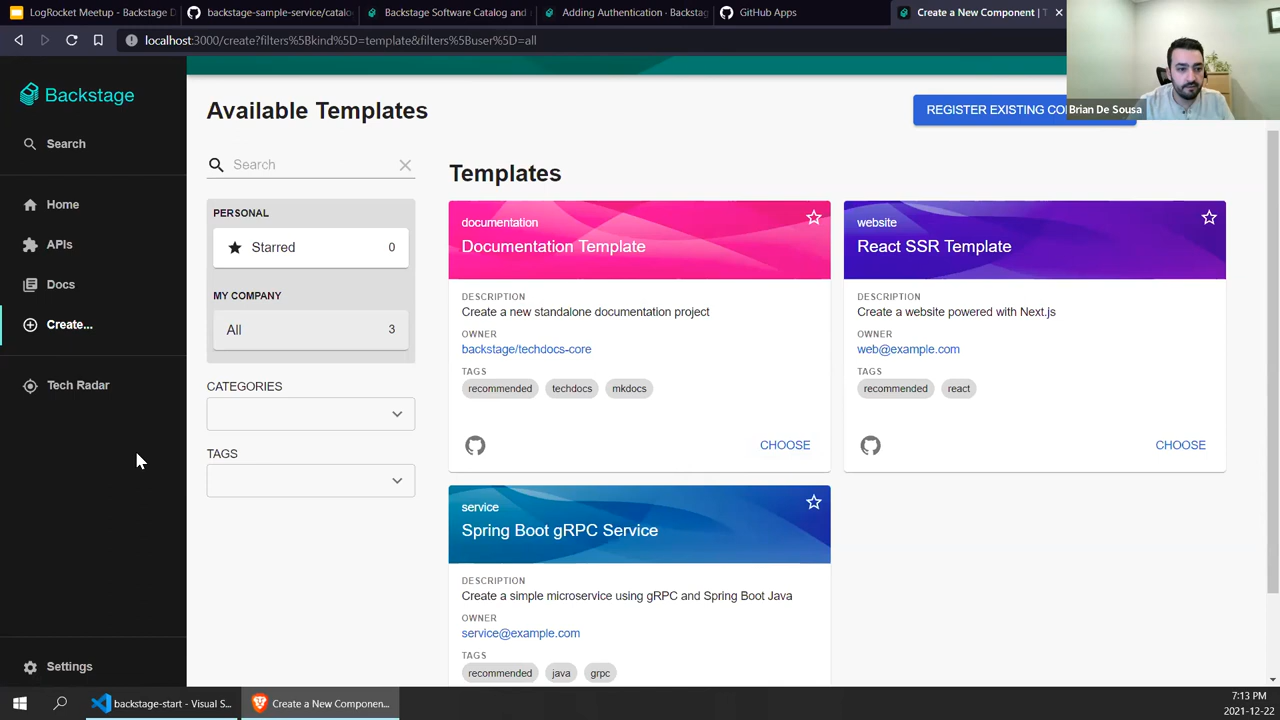 LogRocket Meetup - Backstage D
backstage-sample-service/catalo
Backstage Software Catalog and
Adding Authentication · Backstag
GitHub Apps
Create a New Component | T
localhost:3000/create?filters%5Bkind%5D=template&filters%5Buser%5D=all
Brian De Sousa
Backstage
Search
Home
APIs
Docs
Create...
Tech Radar
Settings
Available Templates
REGISTER EXISTING CO
Search
PERSONAL
Starred 0
MY COMPANY
All 3
CATEGORIES
TAGS
Templates
documentation
Documentation Template
DESCRIPTION
Create a new standalone documentation project
OWNER
backstage/techdocs-core
TAGS
recommended techdocs mkdocs
CHOOSE
website
React SSR Template
DESCRIPTION
Create a website powered with Next.js
OWNER
web@example.com
TAGS
recommended react
CHOOSE
service
Spring Boot gRPC Service
DESCRIPTION
Create a simple microservice using gRPC and Spring Boot Java
OWNER
service@example.com
TAGS
recommended java grpc
backstage-start - Visual S...
Create a New Componen...
7:13 PM
2021-12-22